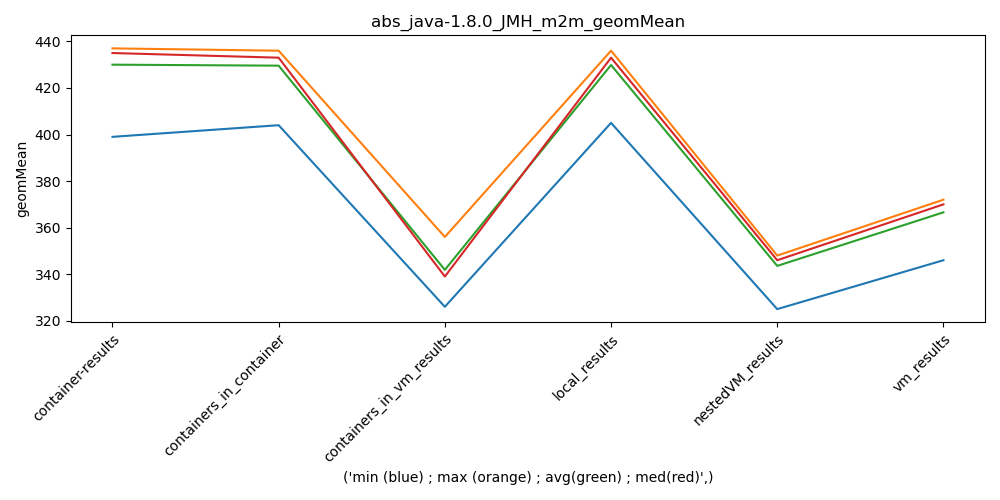 abs_java-1.8.0_JMH_m2m_geomMean
geomMean
440
420
400
380
360
340
320
container-results
containers_in_container
containers_in_vm_results
local_results
nestedVM_results
vm_results
('min (blue) ; max (orange) ; avg(green) ; med(red)',)